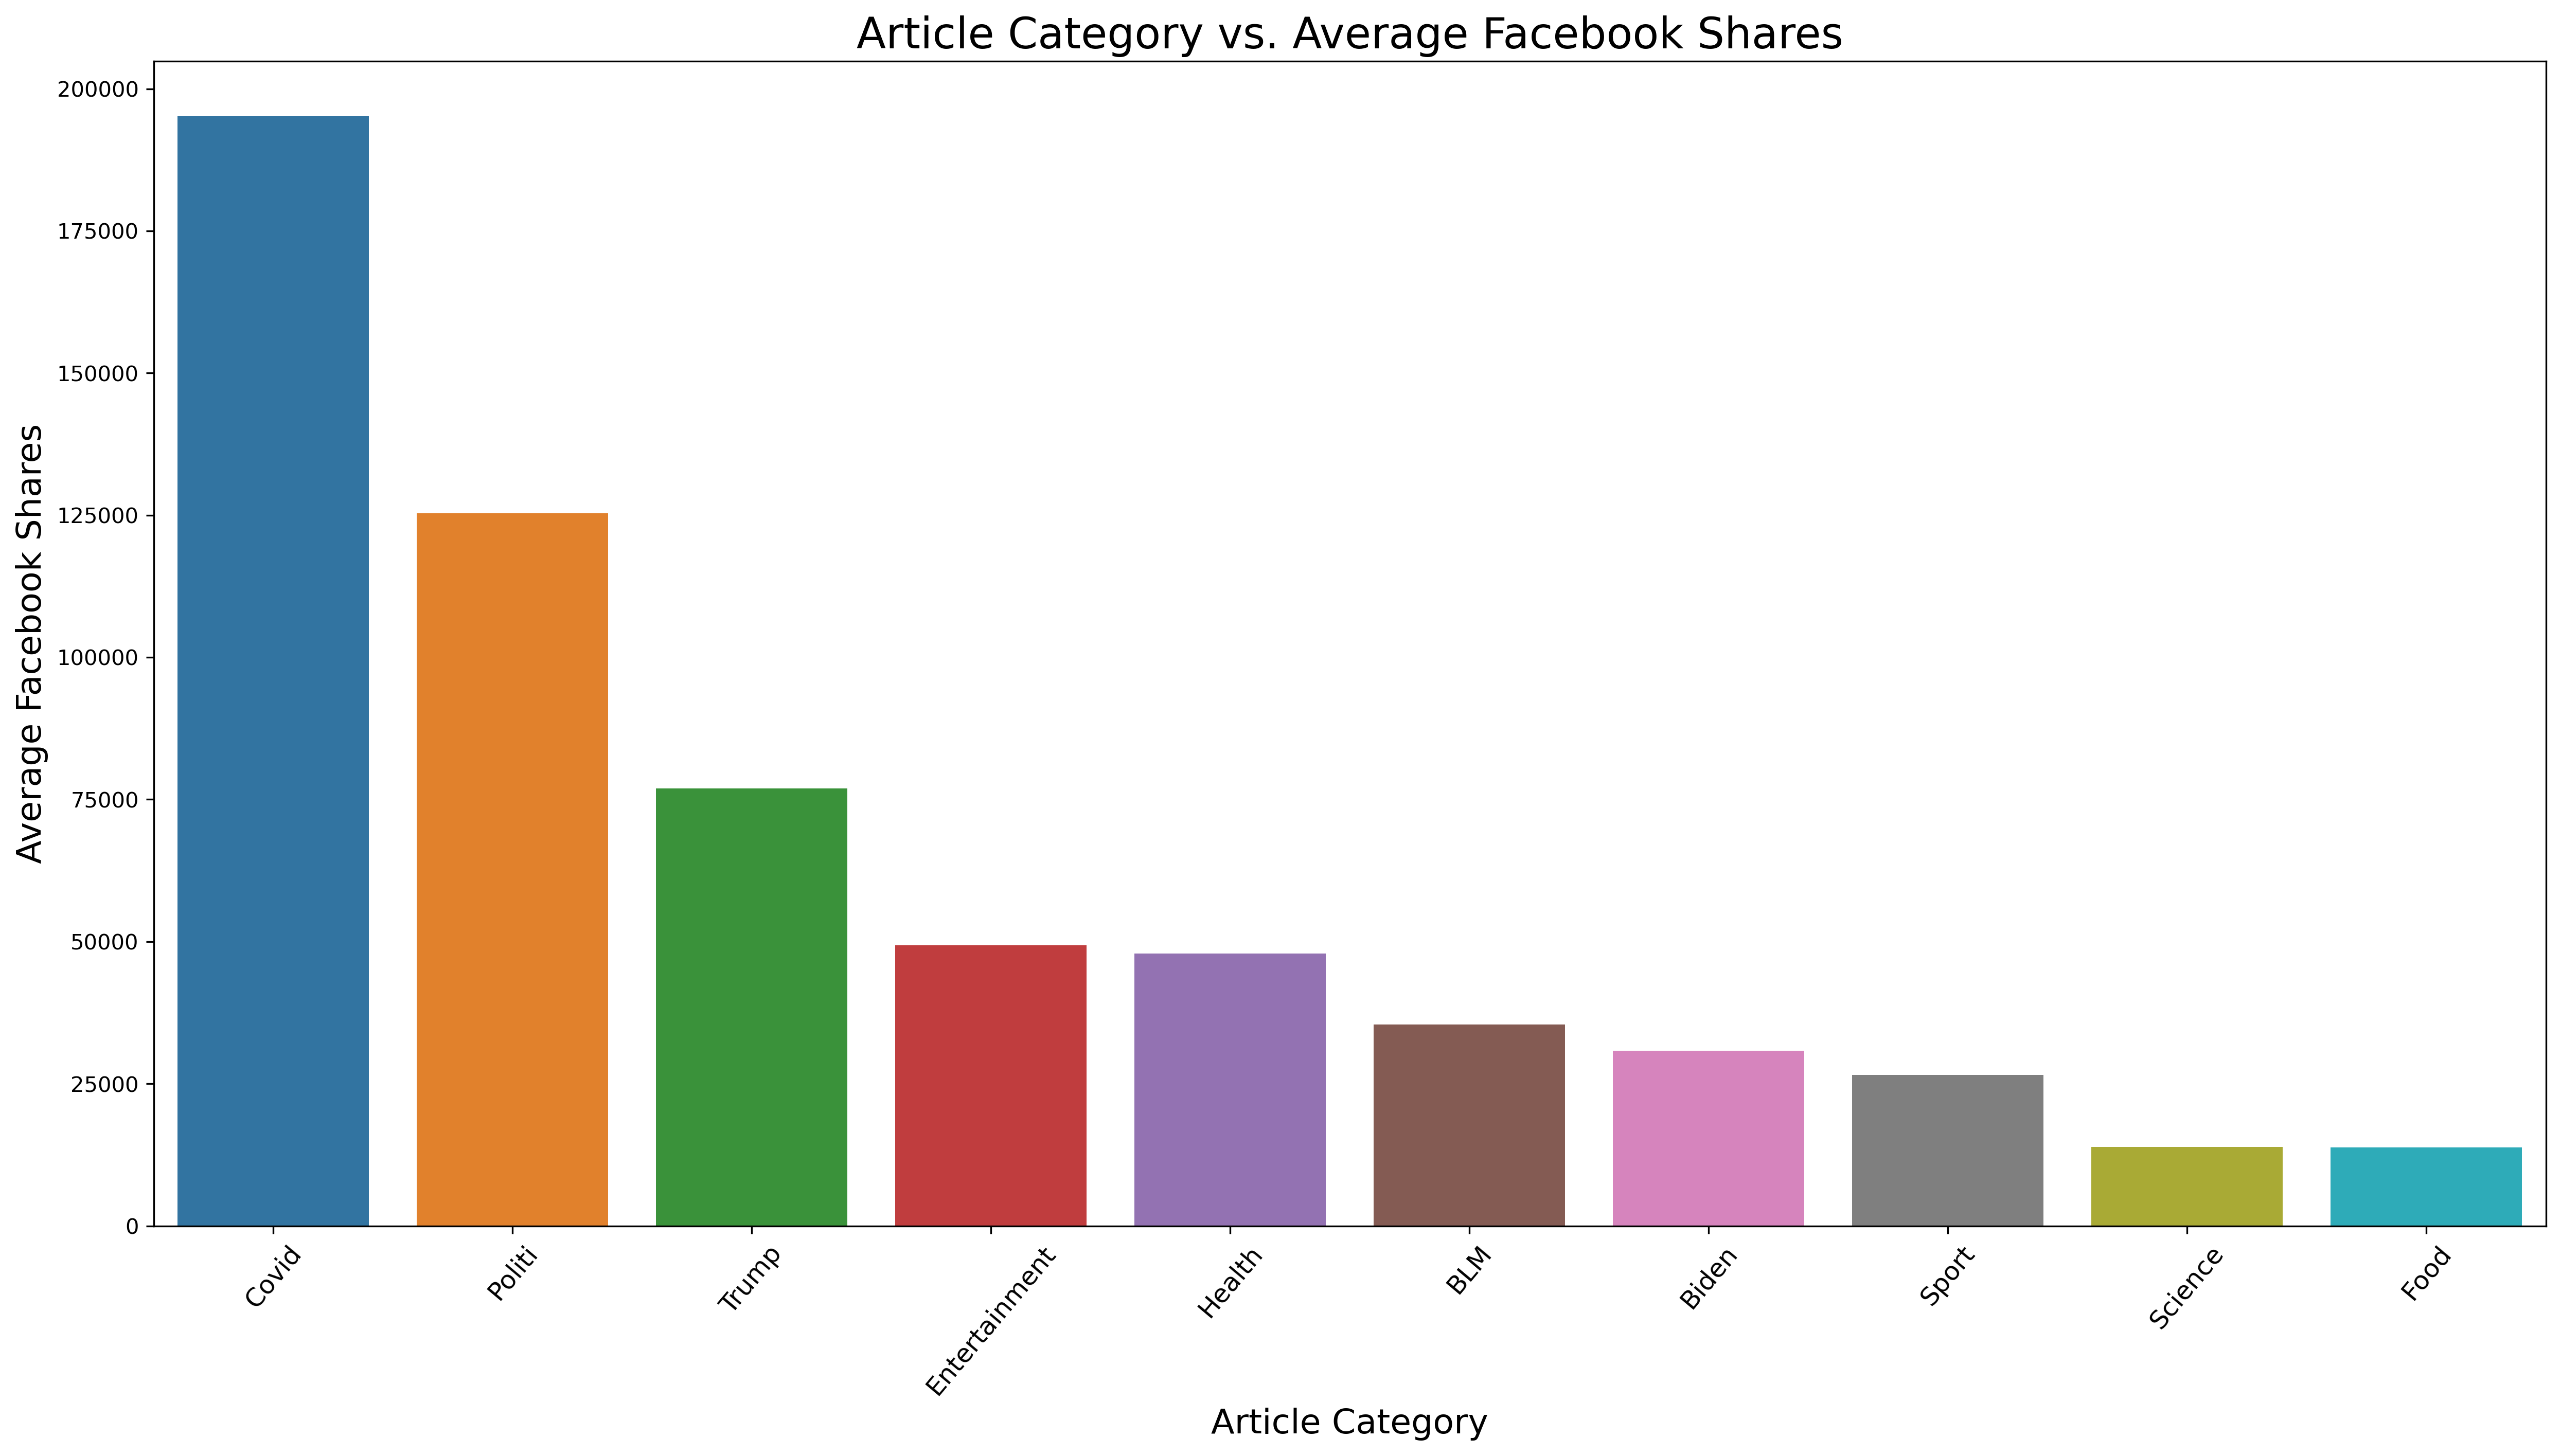 Article Category vs. Average Facebook Shares
Average Facebook Shares
200000
175000
150000
125000
100000
75000
50000
25000
0
Covid
Politi
Trump
Entertainment
Health
BLM
Biden
Sport
Science
Food
Article Category